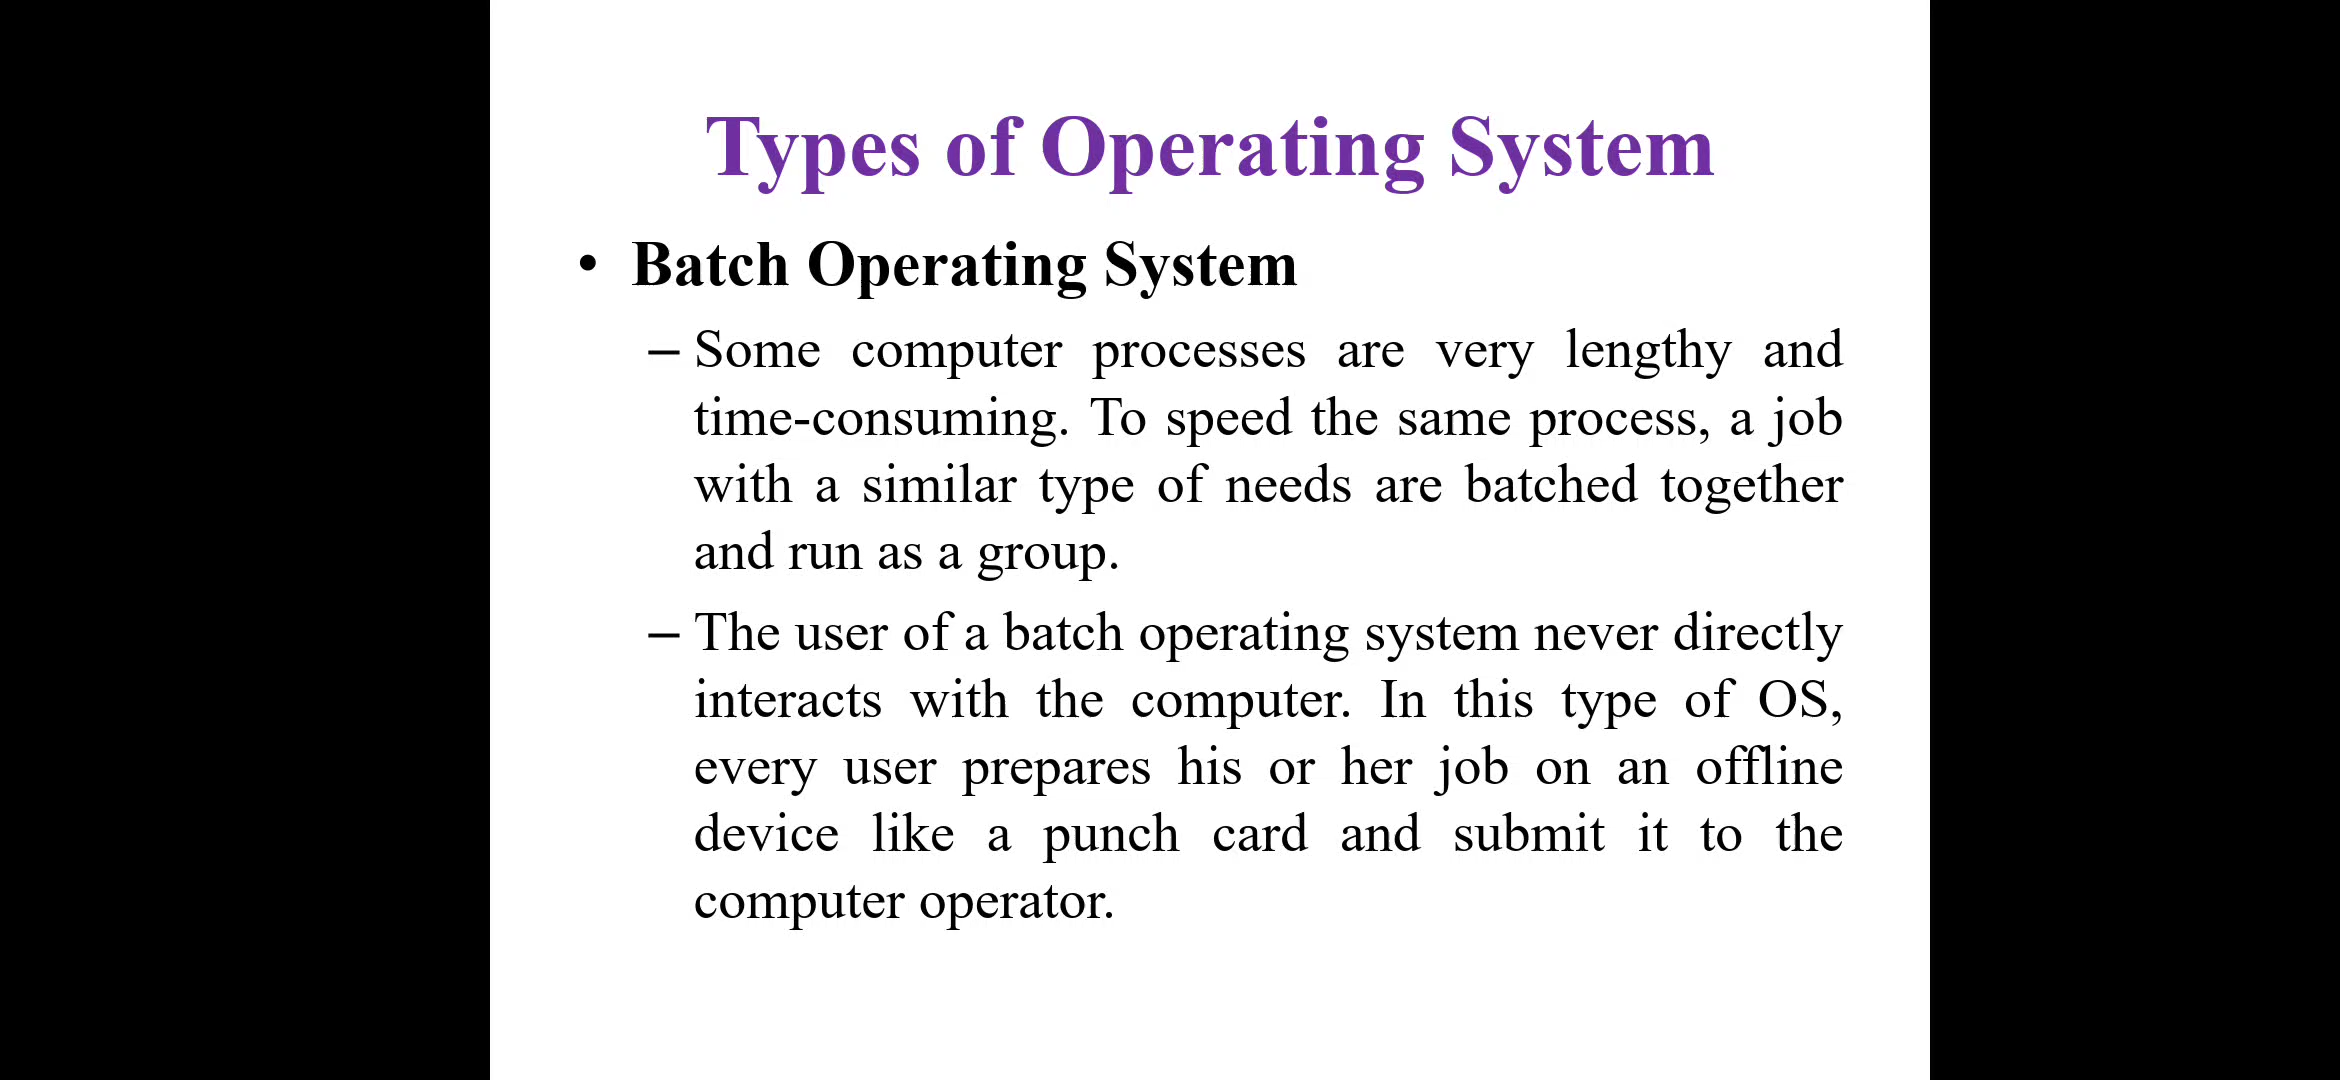 Types of Operating System
• Batch Operating System
– Some computer processes are very lengthy and
time-consuming. To speed the same process, a job
with a similar type of needs are batched together
and run as a group.
– The user of a batch operating system never directly
interacts with the computer. In this type of OS,
every user prepares his or her job on an offline
device like a punch card and submit it to the
computer operator.